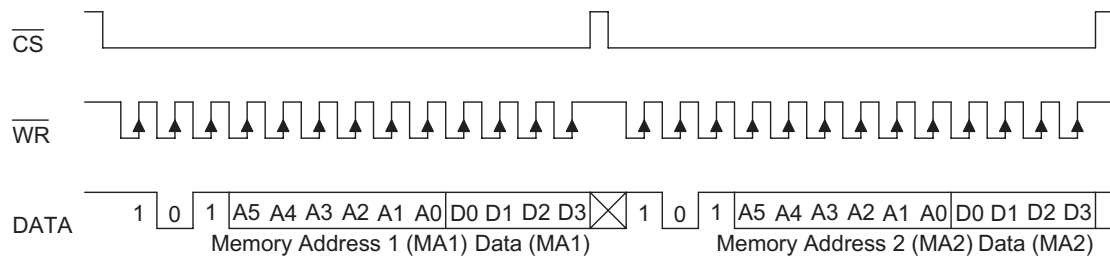 CS
WR
DATA 1 0 1 A5 A4 A3 A2 A1 A0 D0 D1 D2 D3 1 0 1 A5 A4 A3 A2 A1 A0 D0 D1 D2 D3
Memory Address 1 (MA1) Data (MA1) Memory Address 2 (MA2) Data (MA2)